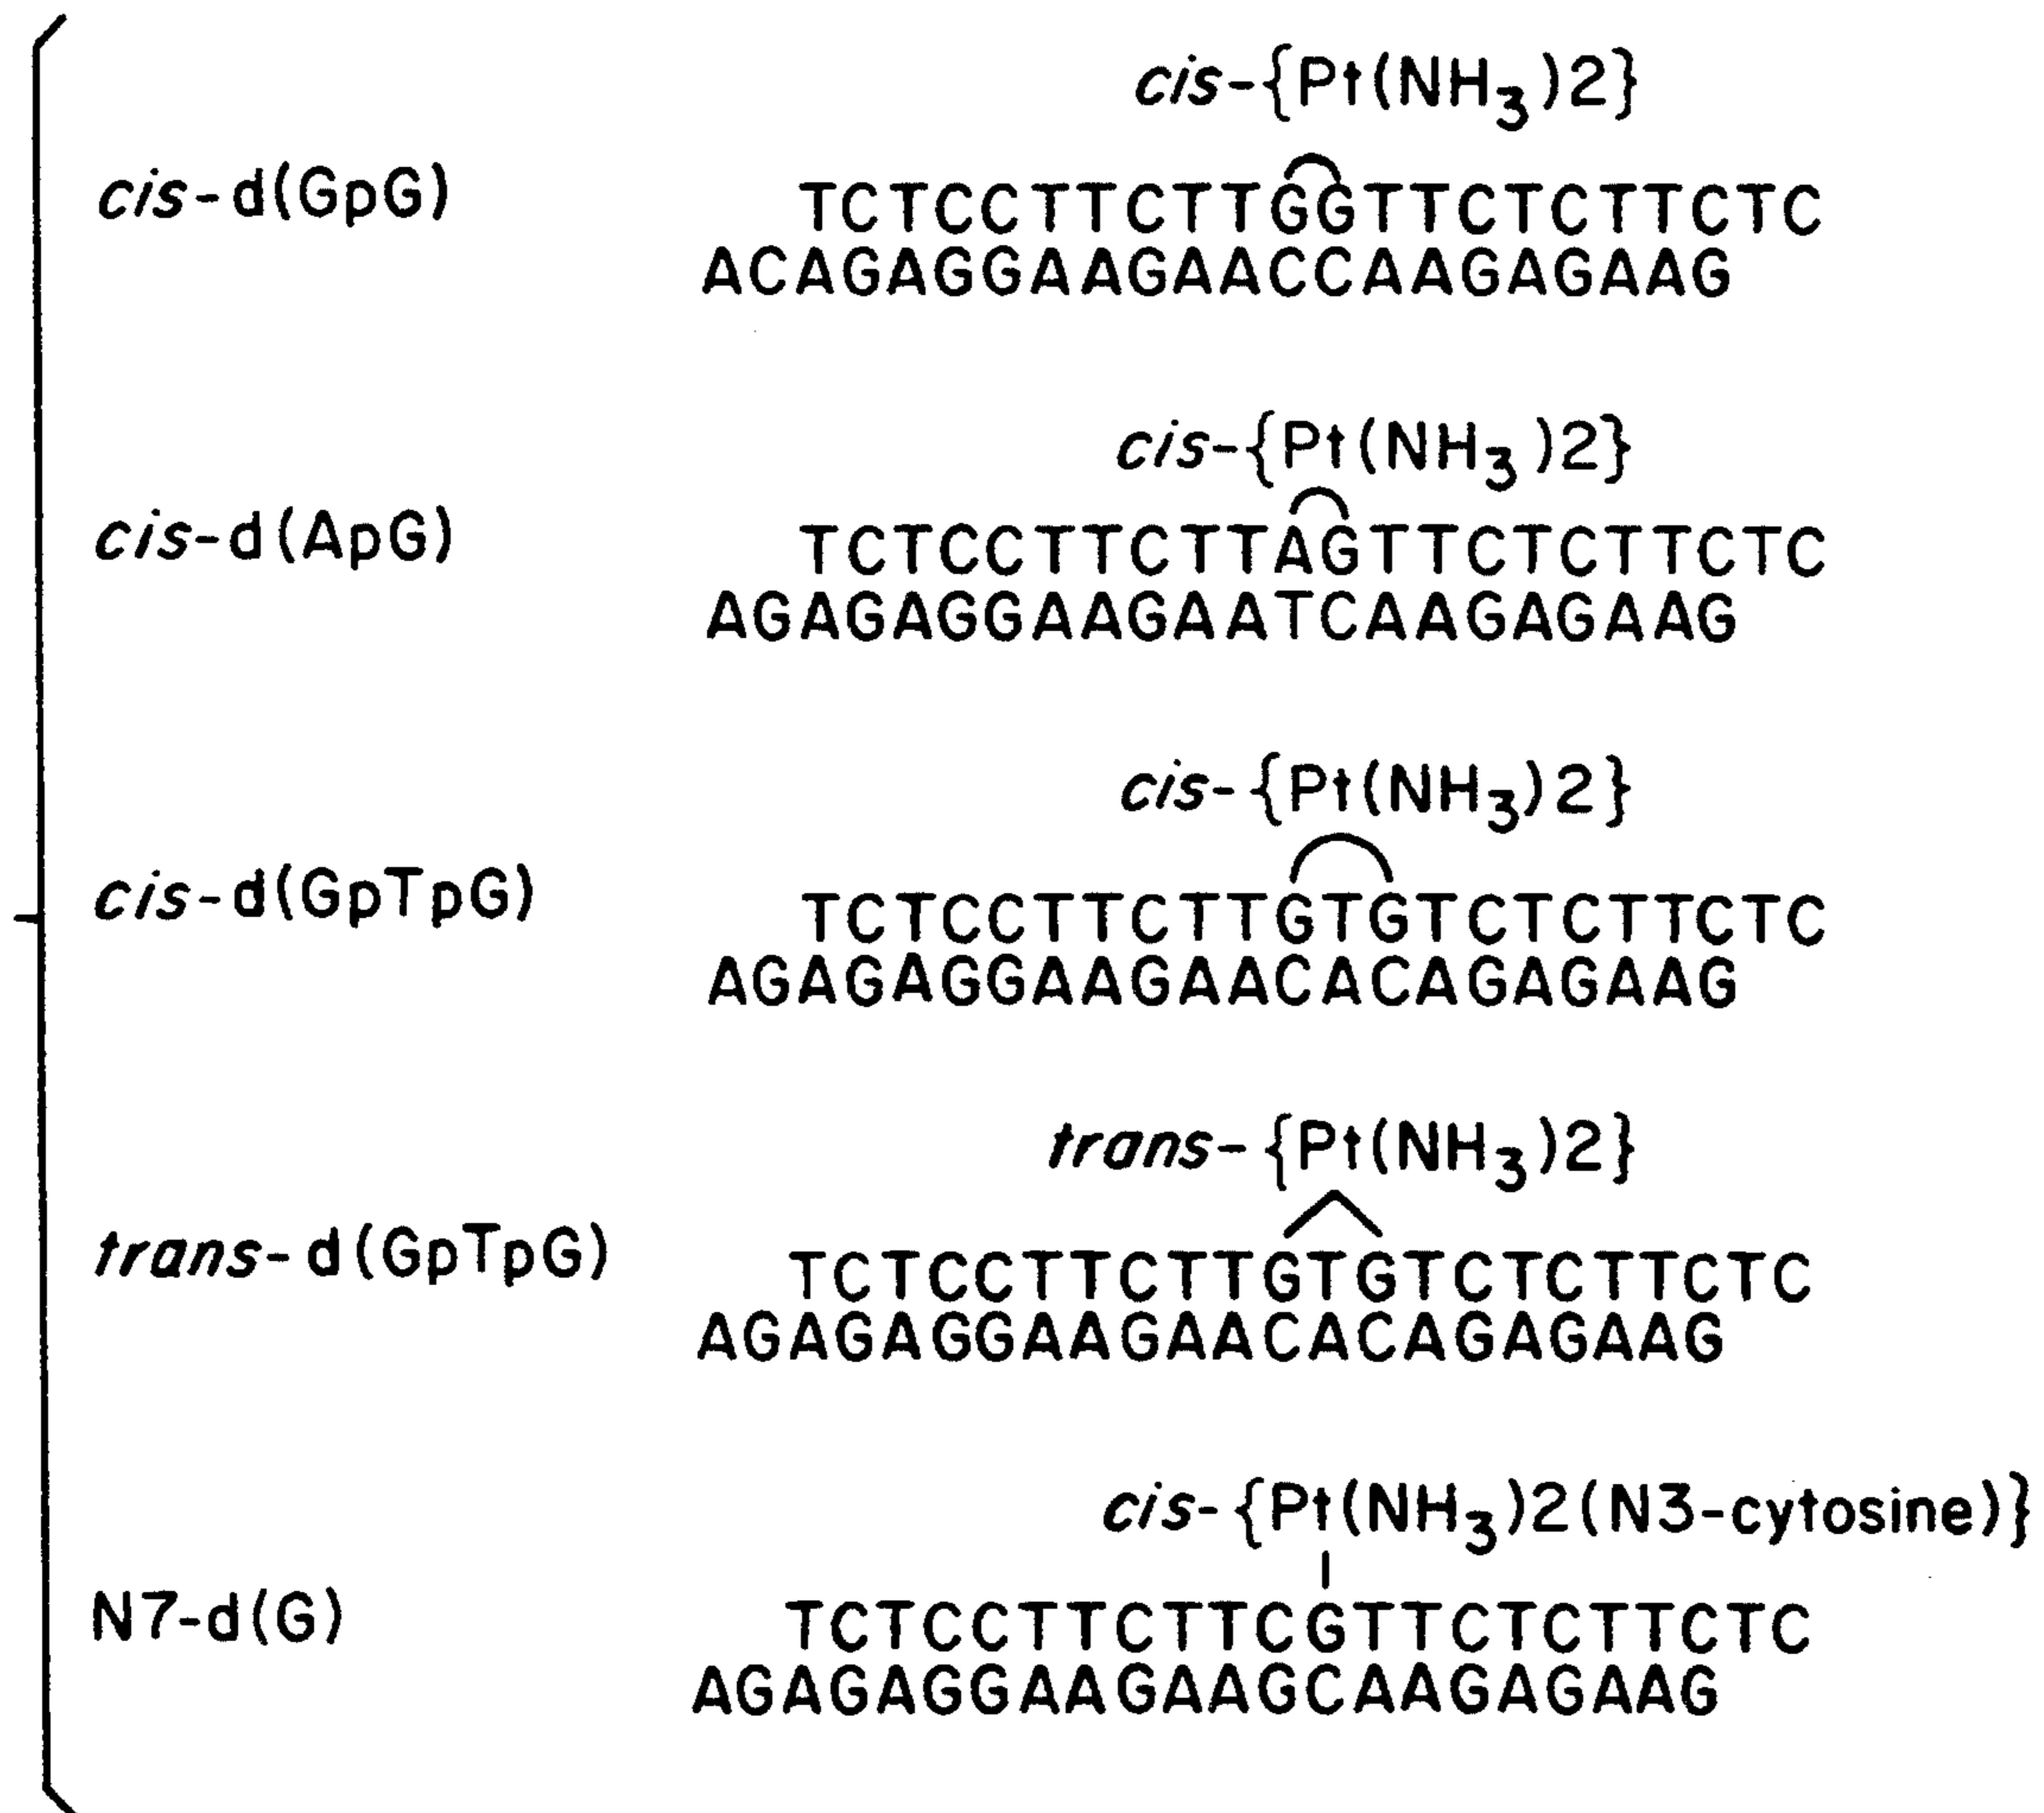 cis-{Pt(NH3)2}
cis-d(GpG) TCTCCTTCTTGGTTCTCTTCTC
ACAGAGGAAGAACCAAGAGAAG
cis-{Pt(NH3)2}
cis-d(ApG) TCTCCTTCTTAGTTCTCTTCTC
AGAGAGGAAGAATCAAGAGAAG
cis-{Pt(NH3)2}
cis-d(GpTpG) TCTCCTTCTTGTGTCTCTTCTC
AGAGAGGAAGAACACAGAGAAG
trans-{Pt(NH3)2}
trans-d(GpTpG) TCTCCTTCTTGTGTCTCTTCTC
AGAGAGGAAGAACACAGAGAAG
cis-{Pt(NH3)2(N3-cytosine)}
N7-d(G) TCTCCTTCTTCGTTCTCTTCTC
AGAGAGGAAGAAGCAAGAGAAG